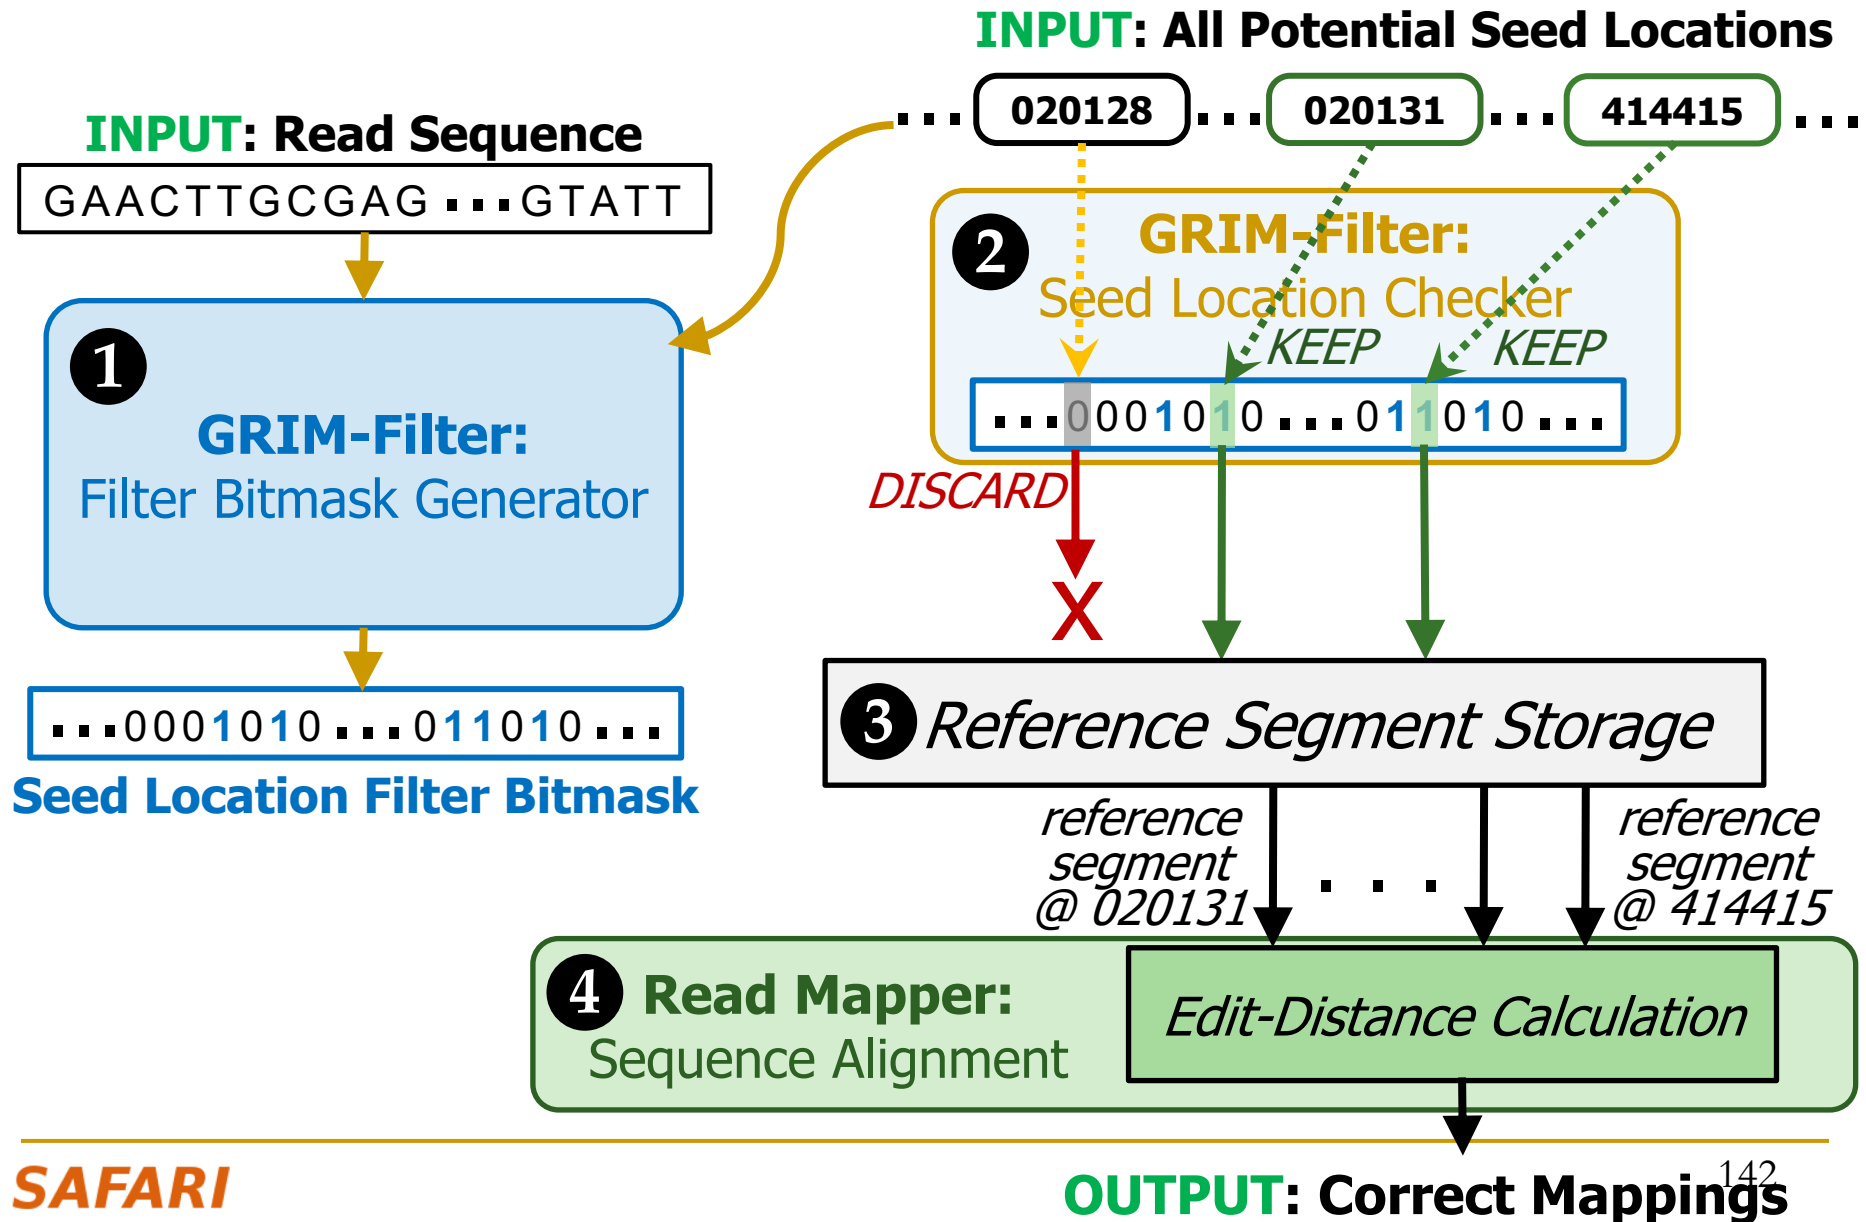 INPUT: All Potential Seed Locations
... 020128 ... 020131 ... 414415 ...
INPUT: Read Sequence
GAACTTGCGAG ... GTATT
1
GRIM-Filter:
Filter Bitmask Generator
...0001010...011010...
Seed Location Filter Bitmask
2
GRIM-Filter:
Seed Location Checker
KEEP KEEP
...0001010...011010...
DISCARD
X
3 Reference Segment Storage
reference
segment
@ 020131
. . .
reference
segment
@ 414415
4 Read Mapper:
Sequence Alignment
Edit-Distance Calculation
SAFARI
142
OUTPUT: Correct Mappings